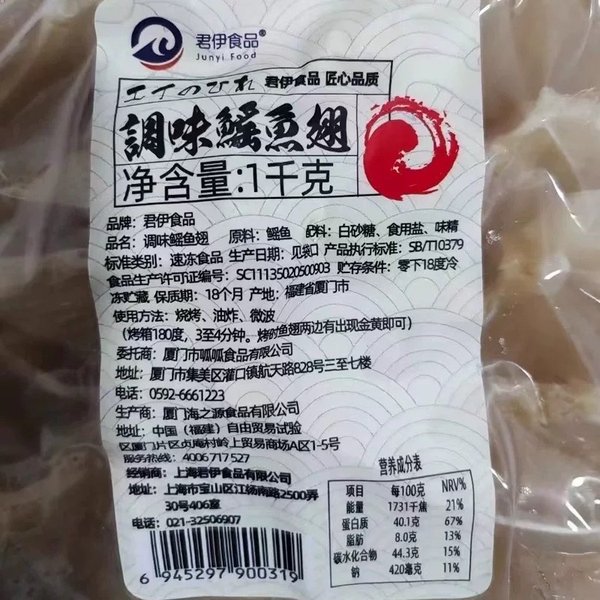 君伊食品
Junyi Food
エイのひれ 君伊食品 匠心品质
調味鳐魚翅
净含量:1千克
品牌：君伊食品
品名：调味鳐鱼翅 原料：鳐鱼 配料：白砂糖、食用盐、味精
标准类别：速冻食品 生产日期：见袋口 产品执行标准：SB/T10379
食品生产许可证编号：SC11135020500903 贮存条件：零下18度冷
冻贮藏 保质期：18个月 产地：福建省厦门市
使用方法：烧烤、油炸、微波
(烤箱180度，3至4分钟。烤时鱼翅两边有出现金黄即可)
委托商：厦门市呱呱食品有限公司
地址：厦门市集美区灌口镇航天路828号三至七楼
电话：0592-6661223
生产商：厦门海之源食品有限公司
地址：中国（福建）自由贸易试验
区厦门片区贞庵村岭上贸易商场A区1-5号
服务热线：4006717527
经销商：上海君伊食品有限公司
地址：上海市宝山区江杨南路2500弄
30号406室
电话：021-32506907
6 945297 900319
营养成分表
项目 每100克 NRV%
能量 1731千焦 21%
蛋白质 40.1克 67%
脂肪 8.0克 13%
碳水化合物 44.3克 15%
钠 420毫克 11%